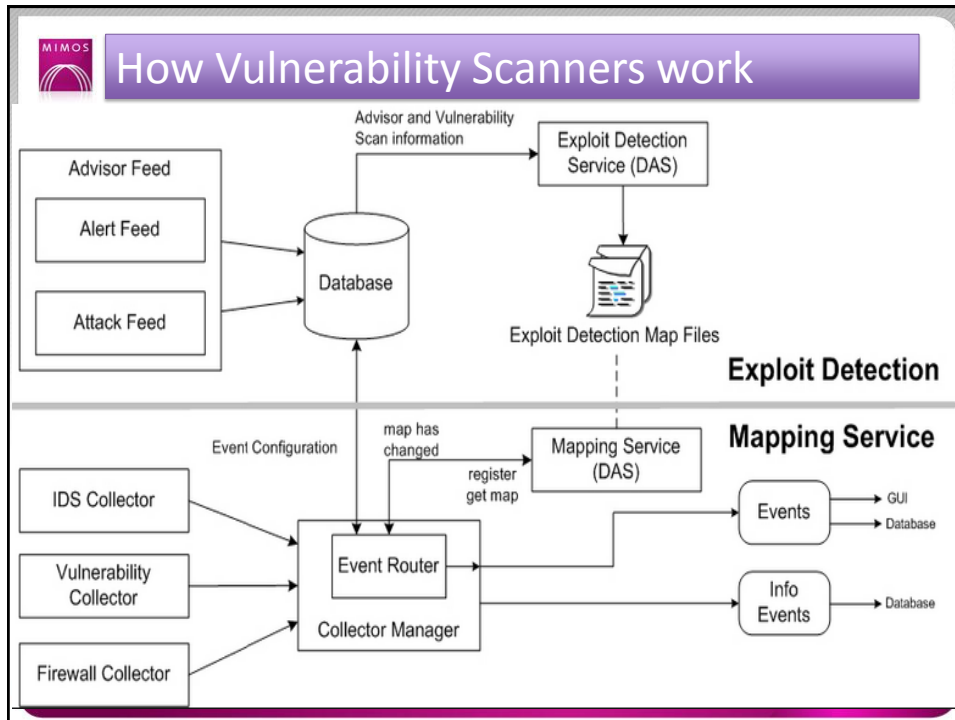 MIMOS
How Vulnerability Scanners work
Advisor and Vulnerability
Scan information
Advisor Feed
Alert Feed
Attack Feed
Database
Exploit Detection
Service (DAS)
Exploit Detection Map Files
Exploit Detection
Mapping Service
Event Configuration
map has
changed
register
get map
Mapping Service
(DAS)
IDS Collector
Vulnerability
Collector
Firewall Collector
Event Router
Collector Manager
Events
GUI
Database
Info
Events
Database